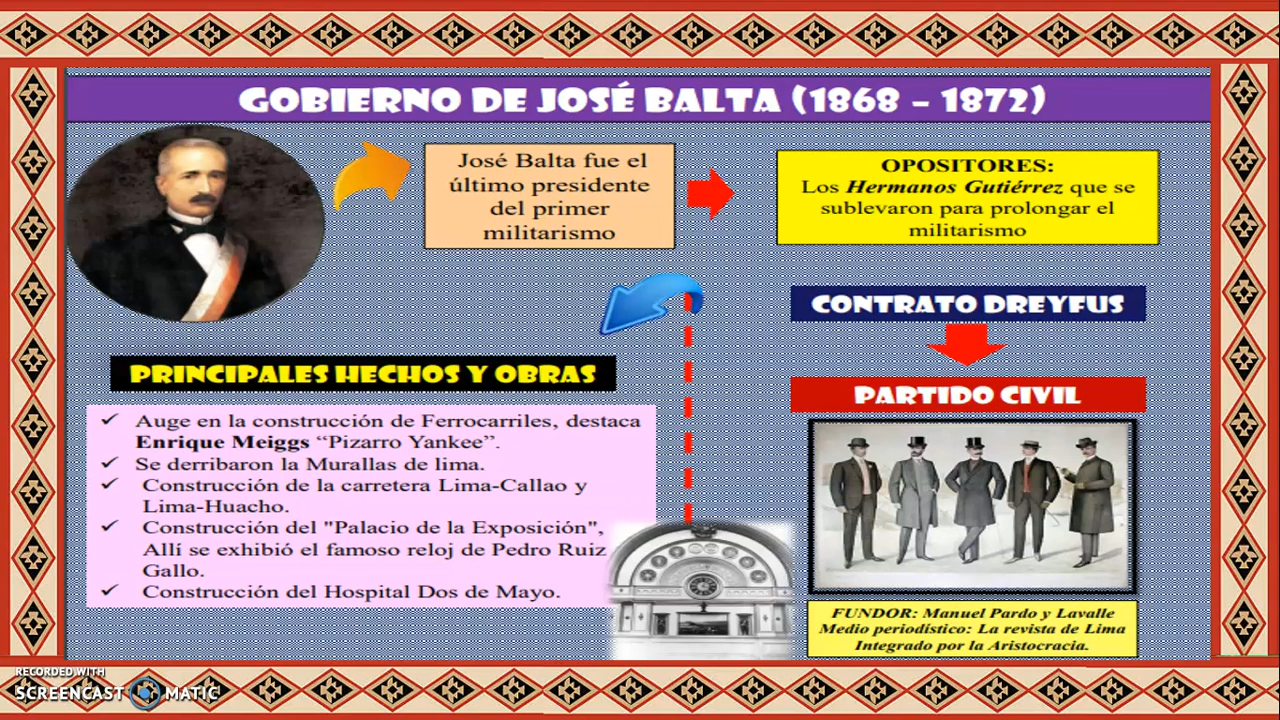 GOBIERNO DE JOSÉ BALTA (1868 – 1872)
José Balta fue el
último presidente
del primer
militarismo
OPOSITORES:
Los Hermanos Gutiérrez que se
sublevaron para prolongar el
militarismo
CONTRATO DREYFUS
PARTIDO CIVIL
PRINCIPALES HECHOS Y OBRAS
✓ Auge en la construcción de Ferrocarriles, destaca
Enrique Meiggs “Pizarro Yankee”.
✓ Se derribaron la Murallas de lima.
✓ Construcción de la carretera Lima-Callao y
Lima-Huacho.
✓ Construcción del "Palacio de la Exposición",
Allí se exhibió el famoso reloj de Pedro Ruiz
Gallo.
✓ Construcción del Hospital Dos de Mayo.
FUNDOR: Manuel Pardo y Lavalle
Medio periodístico: La revista de Lima
Integrado por la Aristocracia.
RECORDED WITH
SCREENCAST MATIC